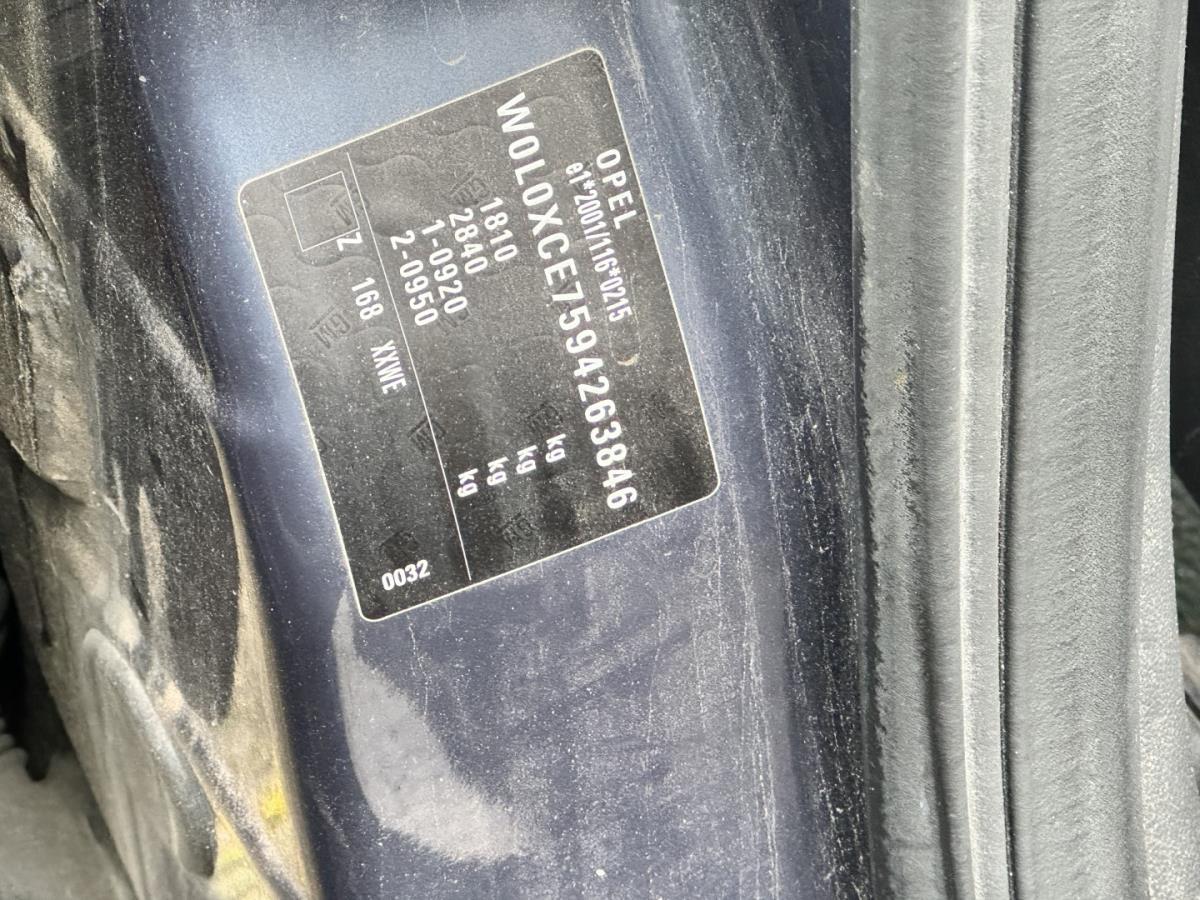 OPEL
e1*2001/116*0215
W0L0XCE7594263846
1810 kg
2840 kg
1-0920 kg
2-0950 kg
Z 168 XXWE
0032